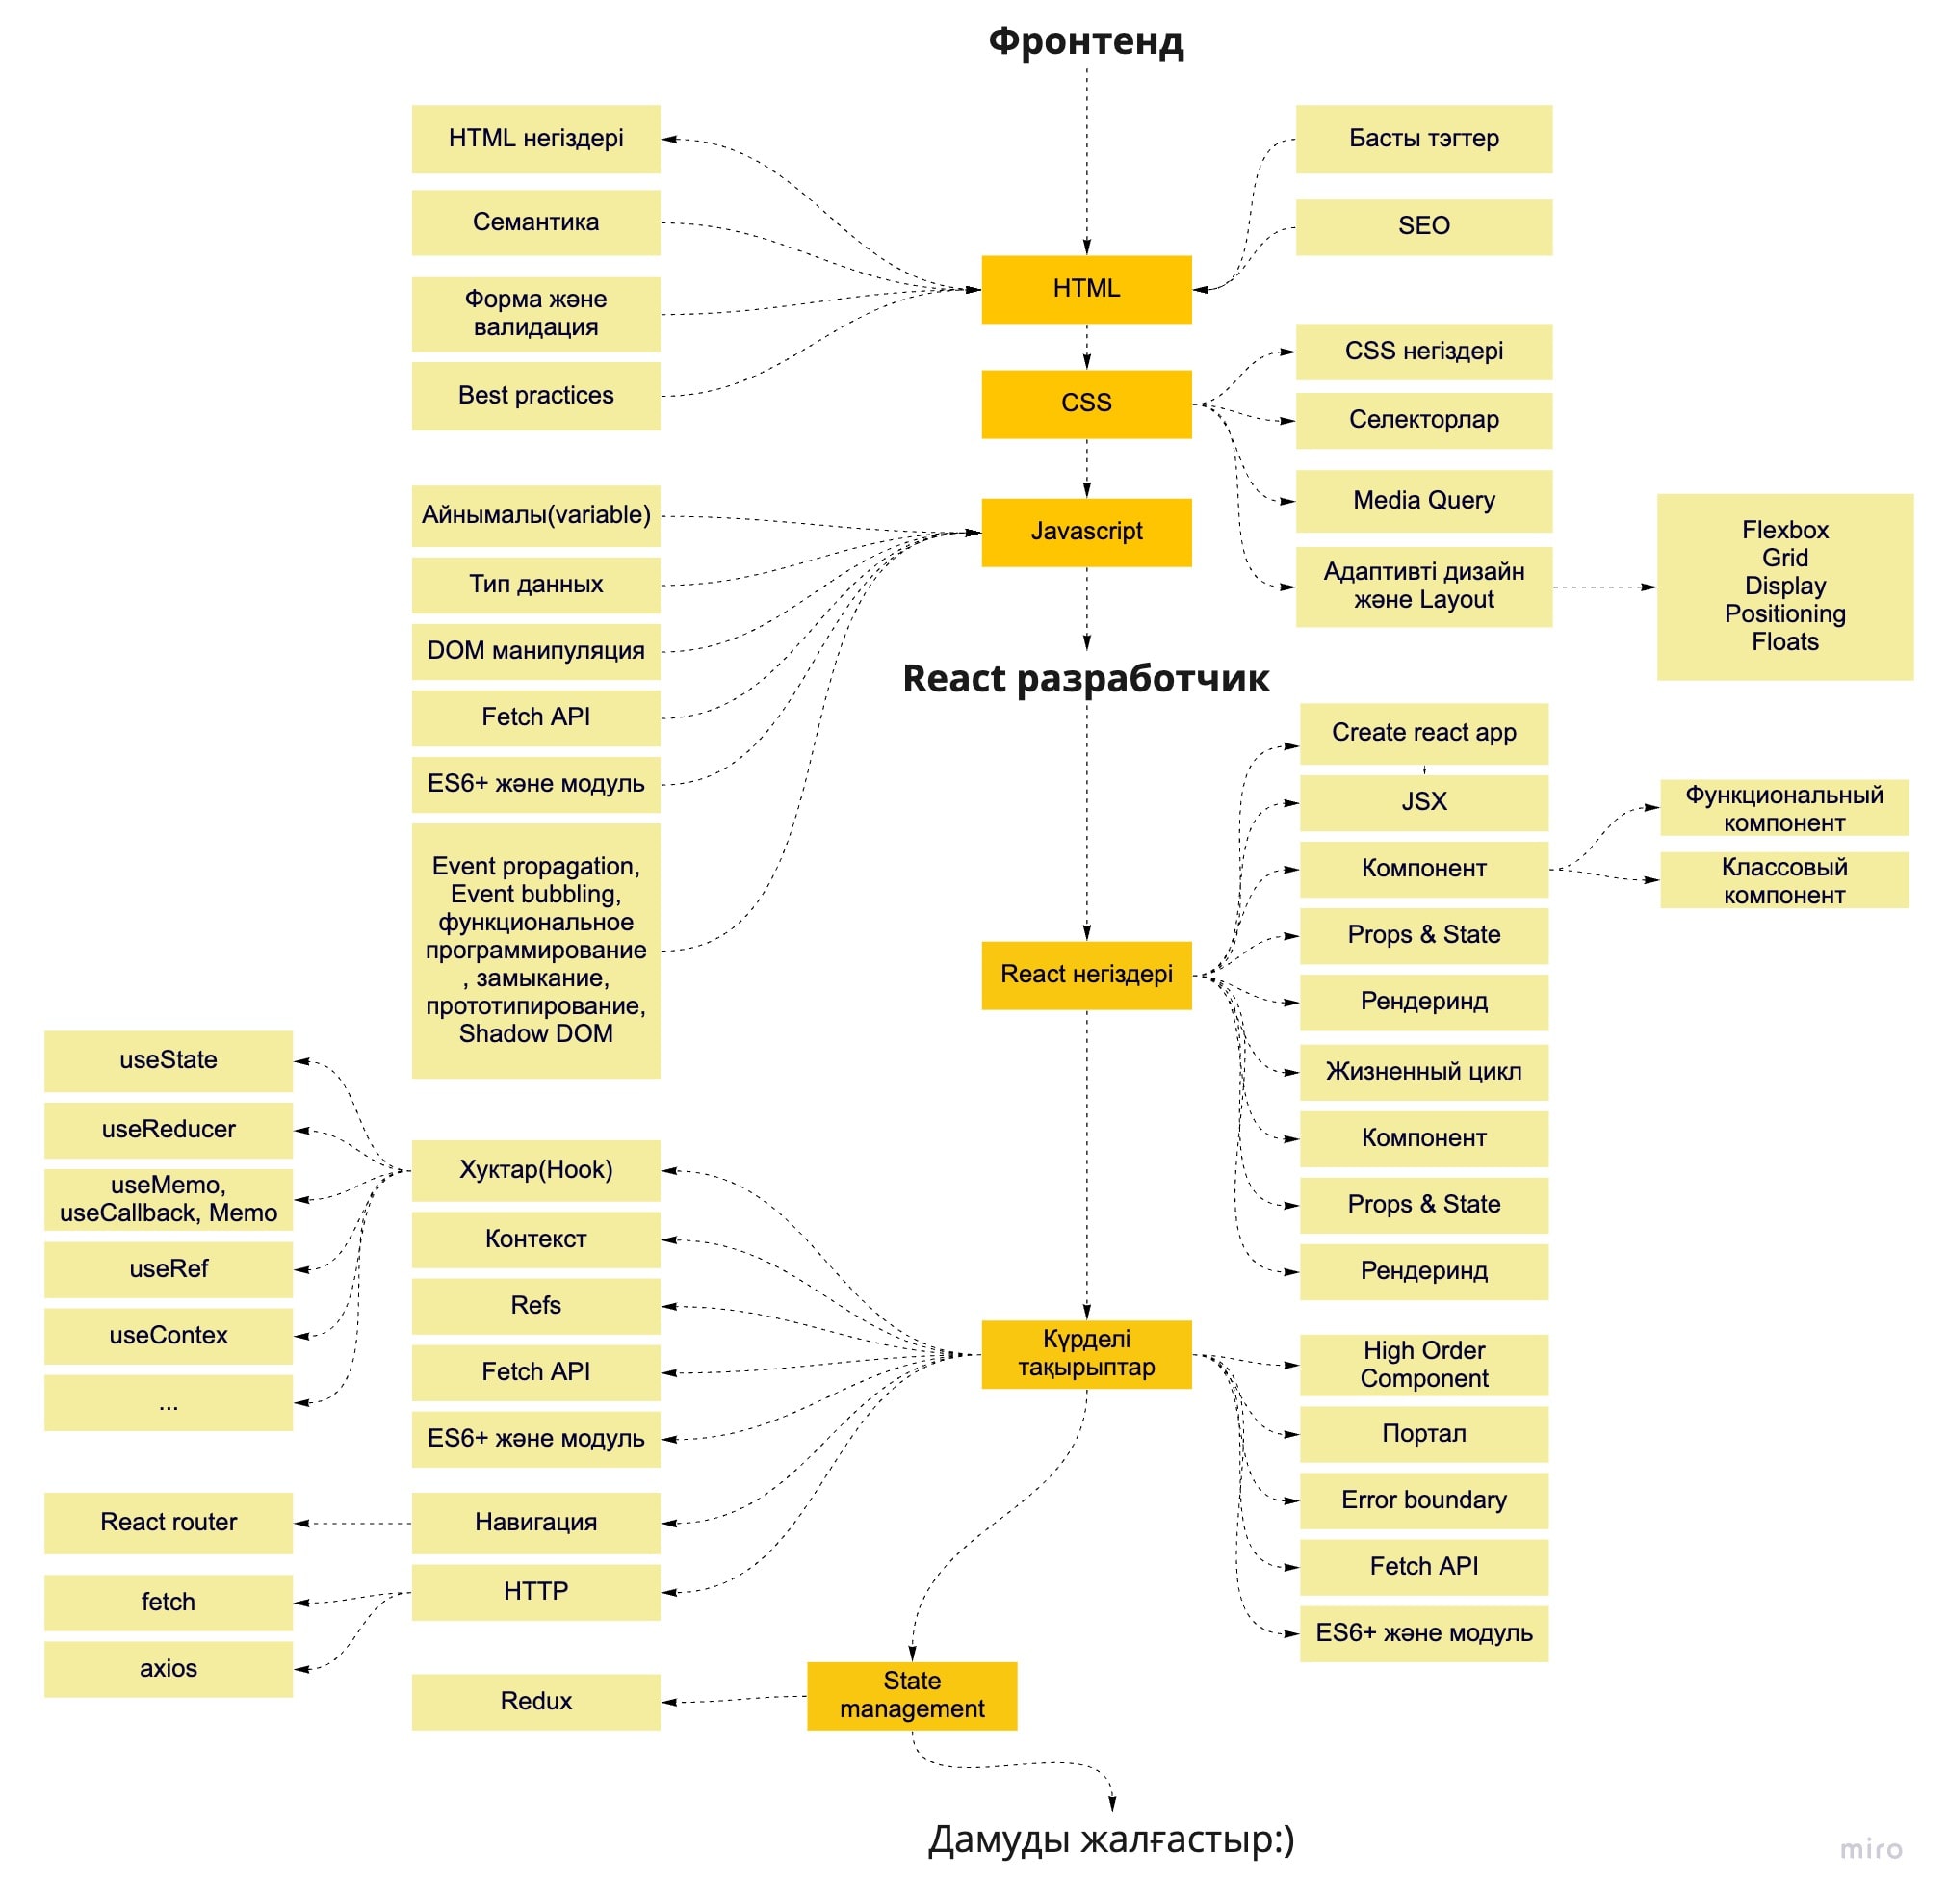 Фронтенд
HTML негіздері
Басты тэгтер
Семантика
SEO
Форма және
валидация
HTML
Best practices
CSS
CSS негіздері
Селекторлар
Media Query
Адаптивті дизайн
және Layout
Flexbox
Grid
Display
Positioning
Floats
Айнымалы(variable)
Javascript
Тип данных
DOM манипуляция
Fetch API
ES6+ және модуль
Event propagation,
Event bubbling,
функциональное
программирование
, замыкание,
прототипирование,
Shadow DOM
React разработчик
Create react app
JSX
Компонент
Функциональный
компонент
Классовый
компонент
Props & State
React негіздері
Рендеринд
Жизненный цикл
Компонент
Props & State
Рендеринд
useState
useReducer
useMemo,
useCallback, Memo
useRef
useContex
...
Хуктар(Hook)
Контекст
Refs
Fetch API
ES6+ және модуль
Күрделі
тақырыптар
High Order
Component
Портал
Error boundary
Fetch API
ES6+ және модуль
React router
Навигация
fetch
HTTP
axios
Redux
State
management
Дамуды жалғастыр:)
miro